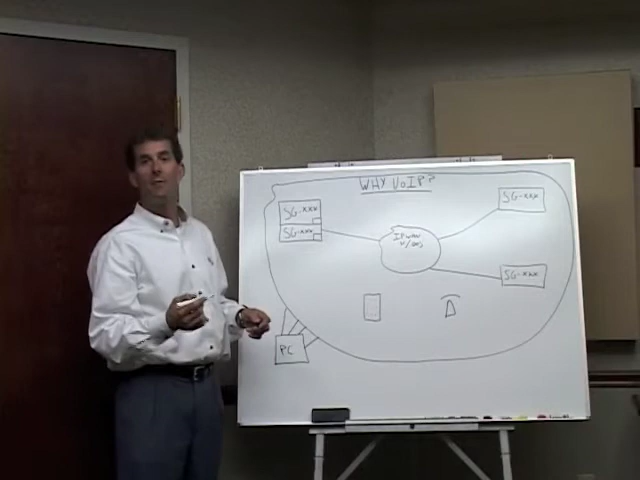 WHY VoIP?
SG-XXX
SG-XXX
SG-XXX
IP WAN
W/QOS
SG-XXX
PC